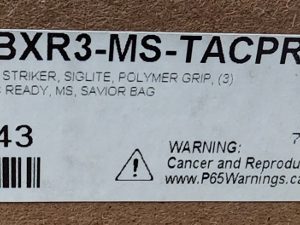 BXR3-MS-TACPR
STRIKER, SIGLITE, POLYMER GRIP, (3)
READY, MS, SAVIOR BAG
43
WARNING:
Cancer and Reprodu
www.P65Warnings.ca